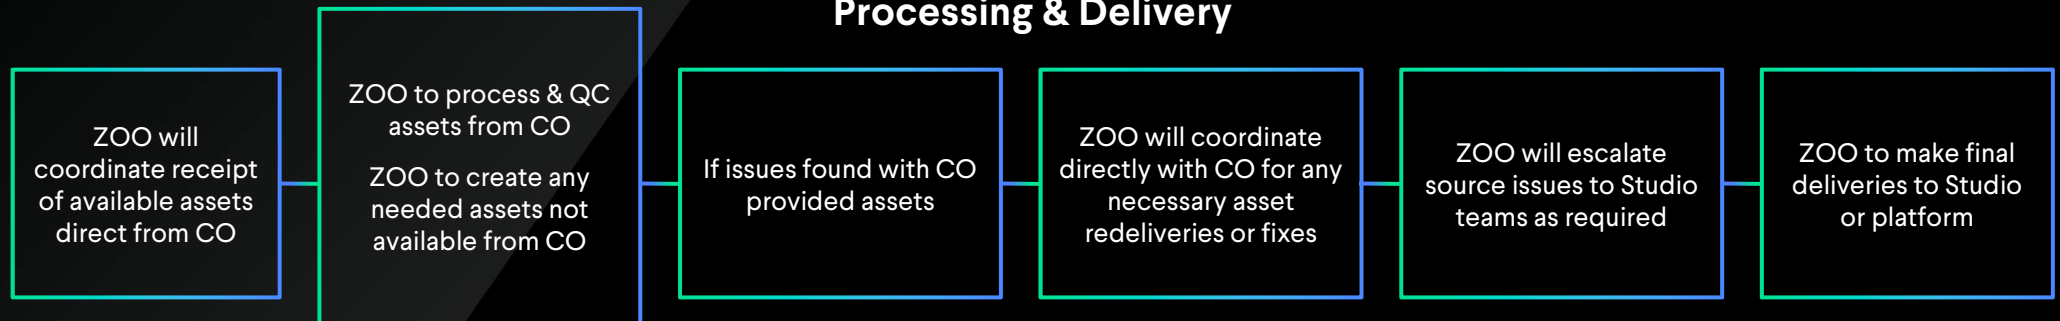 Processing & Delivery
ZOO will
coordinate receipt
of available assets
direct from CO
ZOO to process & QC
assets from CO
ZOO to create any
needed assets not
available from CO
If issues found with CO
provided assets
ZOO will coordinate
directly with CO for any
necessary asset
redeliveries or fixes
ZOO will escalate
source issues to Studio
teams as required
ZOO to make final
deliveries to Studio
or platform